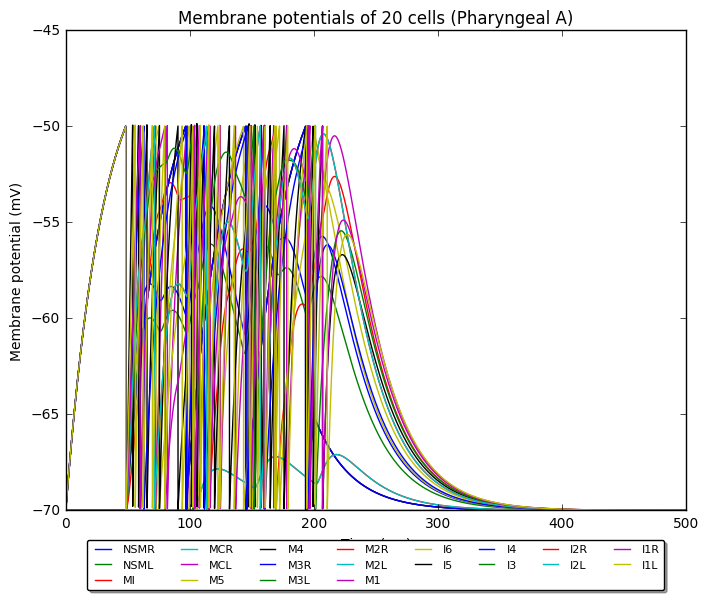 Membrane potentials of 20 cells (Pharyngeal A)
−45
−50
−55
−60
−65
−70
Membrane potential (mV)
0 100 200 300 400 500
NSMR MCR M4 M2R I6 I4 I2R I1R
NSML MCL M3R M2L I5 I3 I2L I1L
MI M5 M3L M1